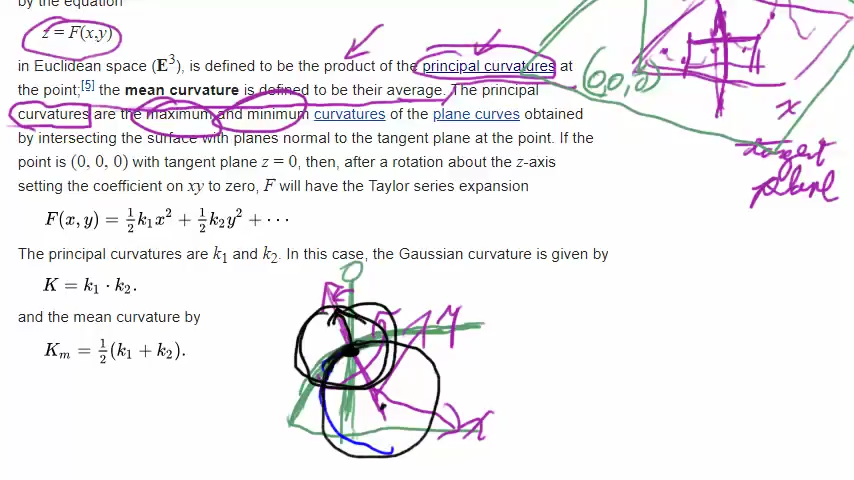 by the equation
z = F(x,y)
in Euclidean space (E³), is defined to be the product of the principal curvatures at
the point;[5] the mean curvature is defined to be their average. The principal
curvatures are the maximum and minimum curvatures of the plane curves obtained
by intersecting the surface with planes normal to the tangent plane at the point. If the
point is (0, 0, 0) with tangent plane z = 0, then, after a rotation about the z-axis
setting the coefficient on xy to zero, F will have the Taylor series expansion
F(x, y) = ½k₁x² + ½k₂y² + ⋯
The principal curvatures are k₁ and k₂. In this case, the Gaussian curvature is given by
K = k₁ · k₂.
and the mean curvature by
Kₘ = ½(k₁ + k₂).
(0,0,0)
x
tangent
plane
y
x